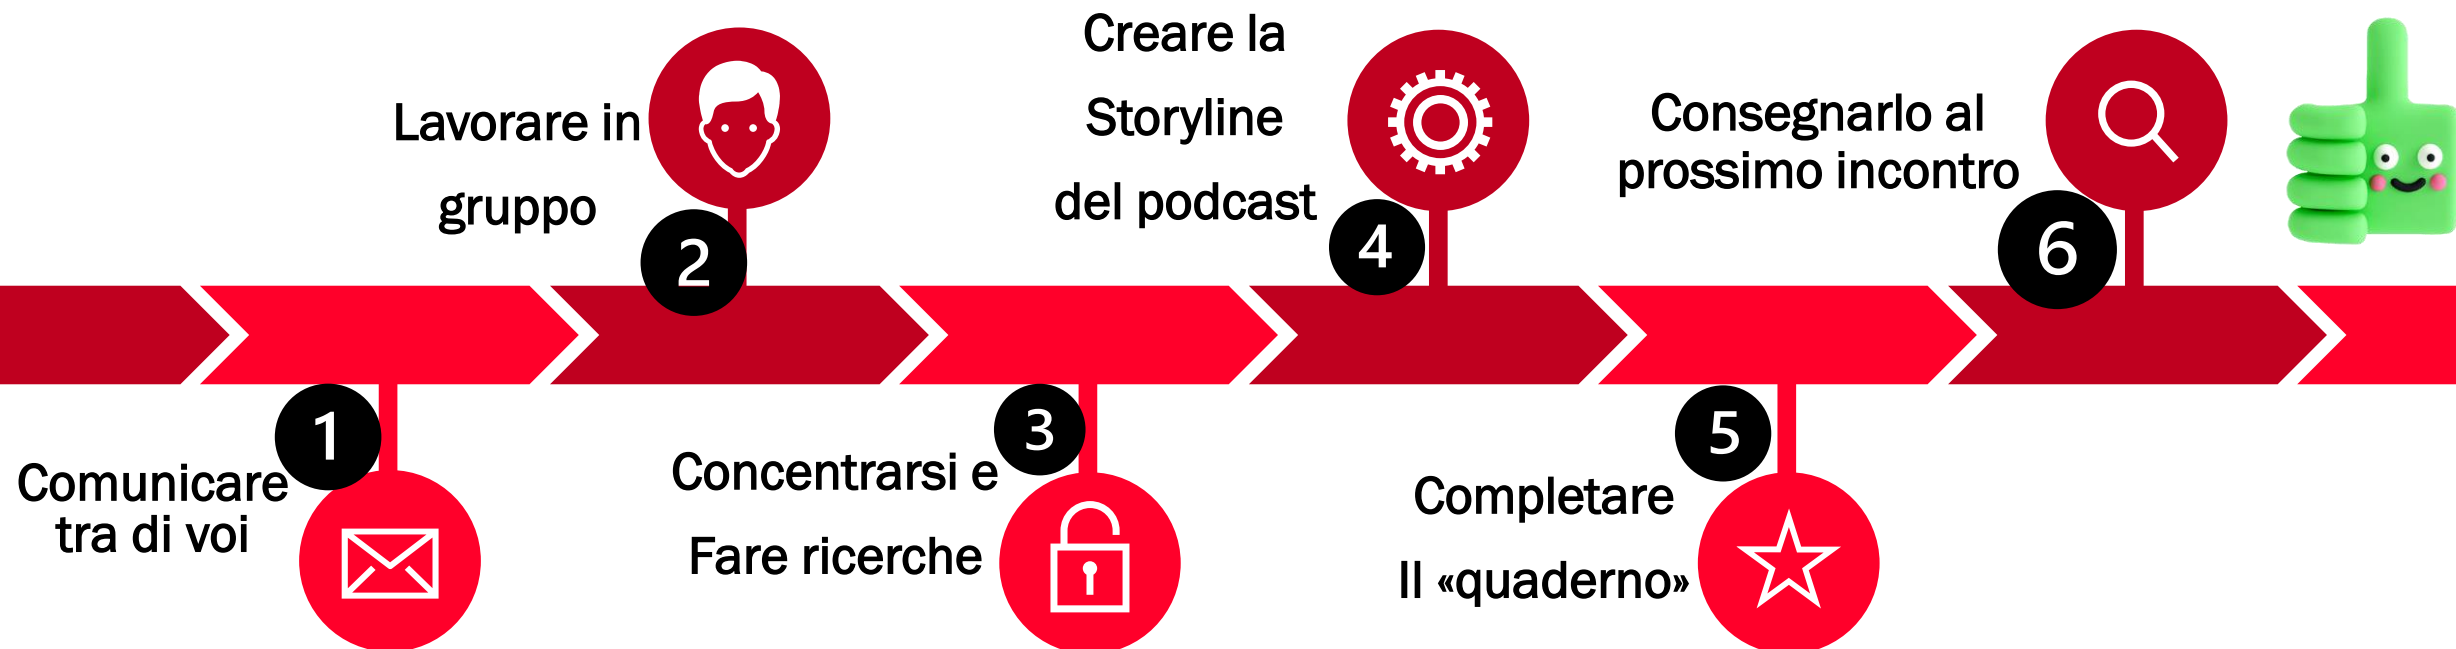 1
Comunicare
tra di voi
2
Lavorare in
gruppo
3
Concentrarsi e
Fare ricerche
4
Creare la
Storyline
del podcast
5
Completare
Il «quaderno»
6
Consegnarlo al
prossimo incontro